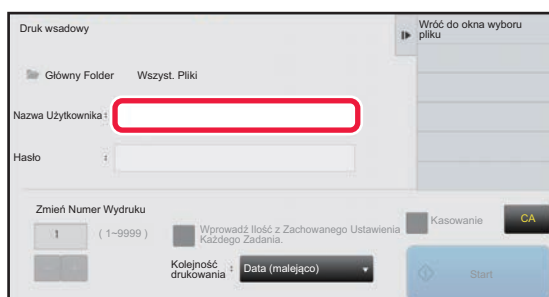 Druk wsadowy
Wróć do okna wyboru
pliku
Główny Folder Wszyst. Pliki
Nazwa Użytkownika :
Hasło :
Zmień Numer Wydruku
1 ( 1~9999 )
Wprowadź Ilość z Zachowanego Ustawienia
Każdego Zadania.
Kasowanie
CA
Kolejność
drukowania : Data (malejąco)
Start